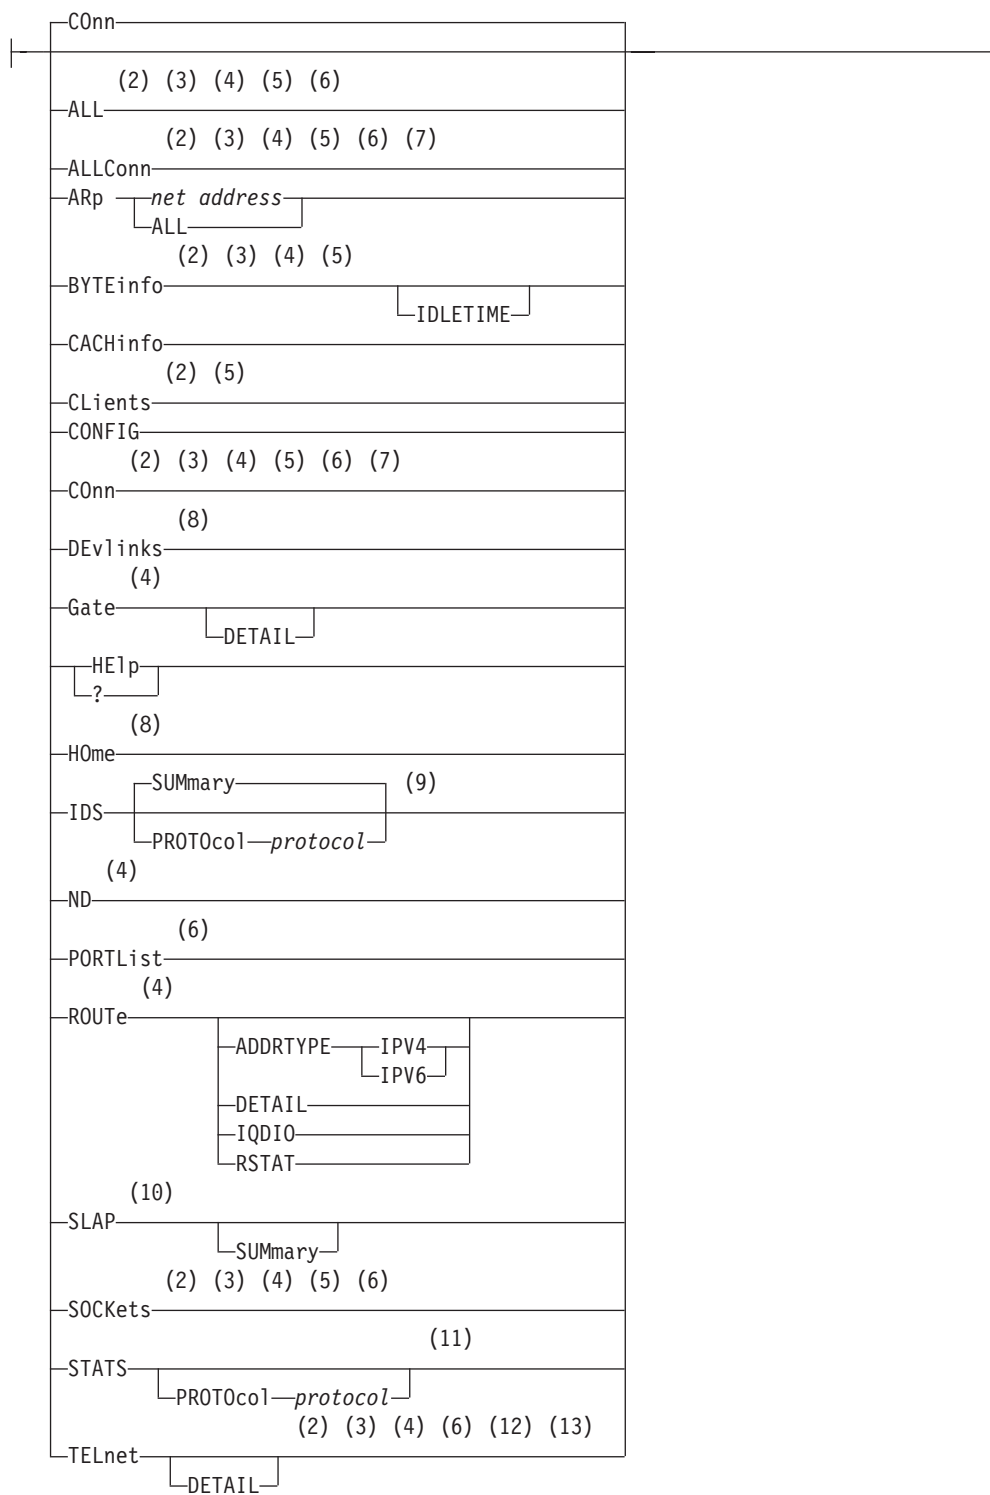 COnn
(2) (3) (4) (5) (6)
ALL
(2) (3) (4) (5) (6) (7)
ALLConn
ARp net address
ALL
(2) (3) (4) (5)
BYTEinfo
IDLETIME
CACHinfo
(2) (5)
CLients
CONFIG
(2) (3) (4) (5) (6) (7)
COnn
(8)
DEvlinks
(4)
Gate
DETAIL
HElp
?
(8)
HOme
SUMmary (9)
IDS
PROTOcol protocol
(4)
ND
(6)
PORTList
(4)
ROUTe
ADDRTYPE IPV4
IPV6
DETAIL
IQDIO
RSTAT
(10)
SLAP
SUMmary
(2) (3) (4) (5) (6)
SOCKets
(11)
STATS
PROTOcol protocol
(2) (3) (4) (6) (12) (13)
TELnet
DETAIL